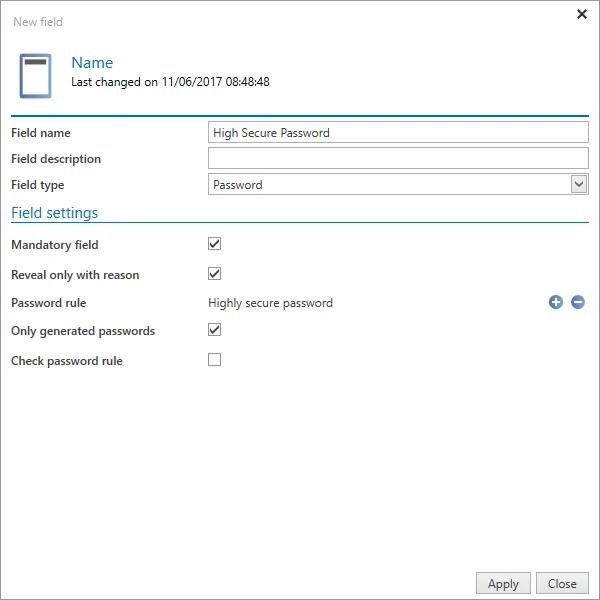 New field
Name
Last changed on 11/06/2017 08:48:48
Field name High Secure Password
Field description
Field type Password
Field settings
Mandatory field
Reveal only with reason
Password rule Highly secure password
Only generated passwords
Check password rule
Apply Close